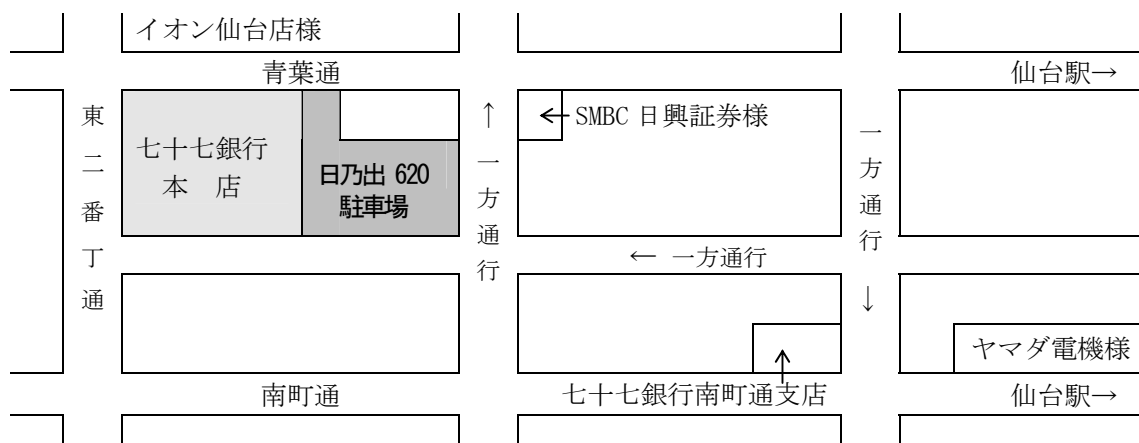 イオン仙台店様
青葉通
仙台駅→
東二番丁通
七十七銀行
本 店
日乃出 620
駐車場
↑一方通行
← SMBC 日興証券様
一方通行↓
← 一方通行
ヤマダ電機様
南町通
七十七銀行南町通支店
仙台駅→